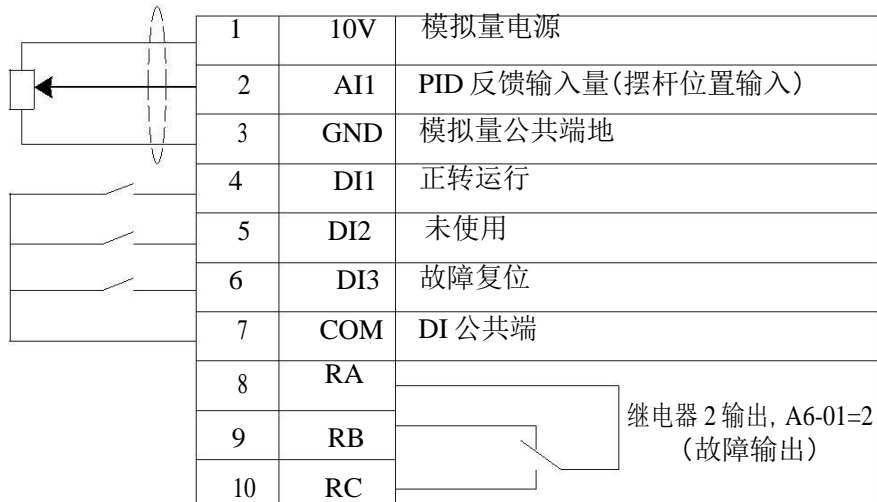 1 10V 模拟量电源
2 AI1 PID 反馈输入量(摆杆位置输入)
3 GND 模拟量公共端地
4 DI1 正转运行
5 DI2 未使用
6 DI3 故障复位
7 COM DI 公共端
8 RA
9 RB
10 RC
继电器 2 输出, A6-01=2
(故障输出)